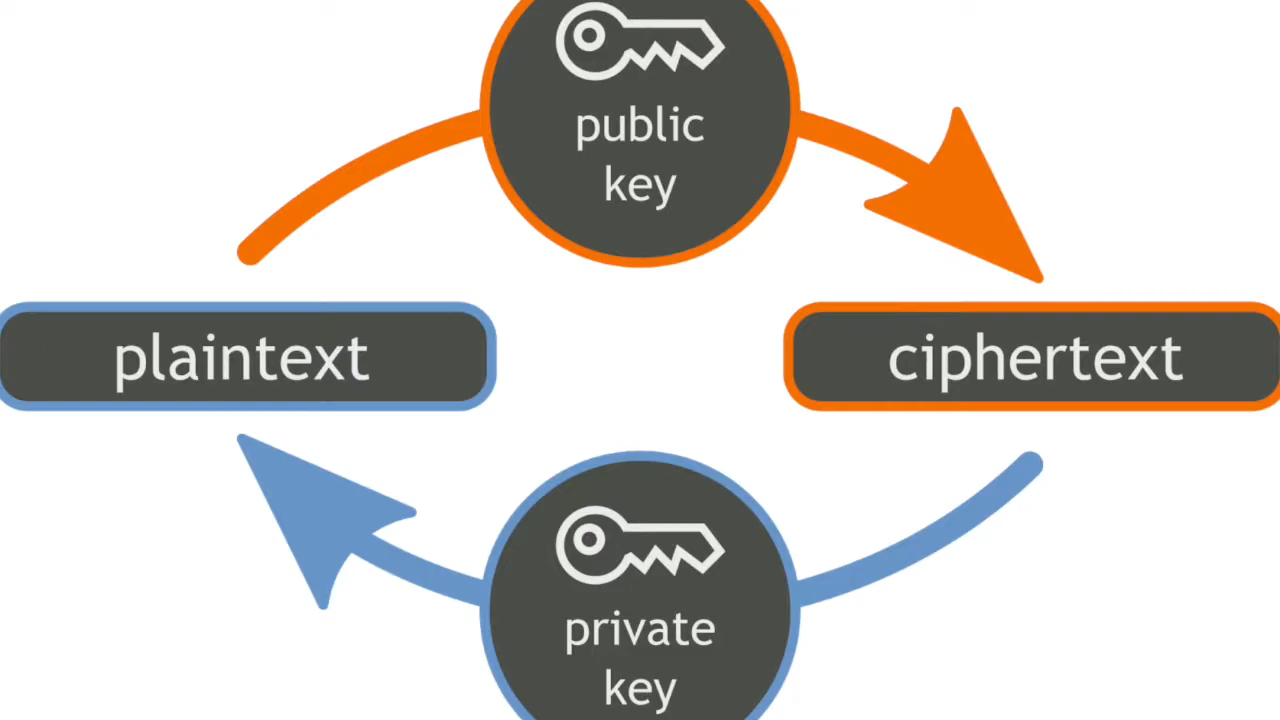 public
key
plaintext
ciphertext
private
key